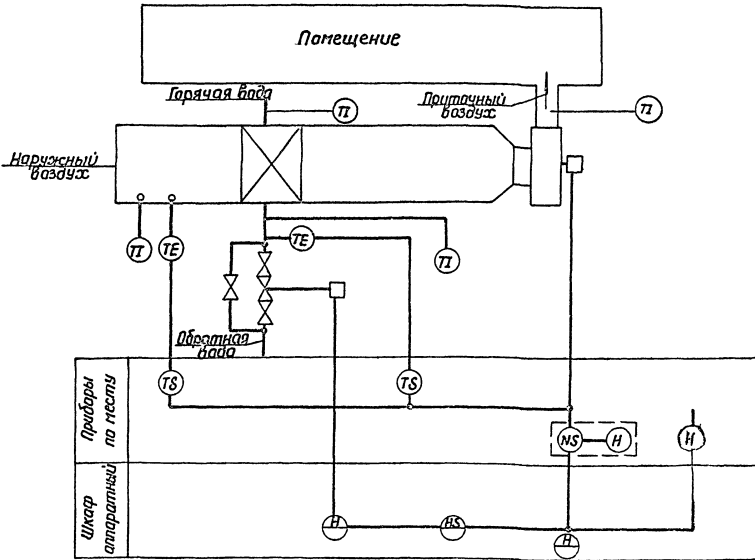 Помещение
Горячая вода
TI
Приточный
воздух
TI
Наружный
воздух
TI
TE
TE
TI
Обратная
вода
Приборы
по месту
TS
TS
NS
H
H
Шкаф
аппаратный
H
HS
H